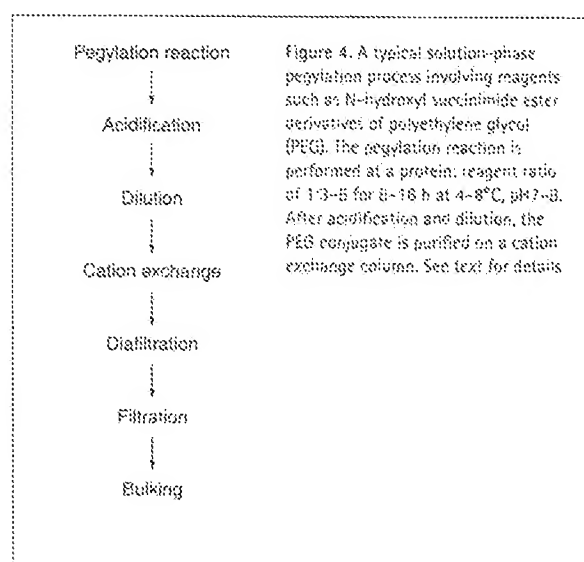 Pegylation reaction
Acidification
Dilution
Cation exchange
Diafiltration
Filtration
Bulking
Figure 4. A typical solution-phase
pegylation process involving reagents
such as N-hydroxyl succinimide ester
derivatives of polyethylene glycol
(PEG). The pegylation reaction is
performed at a protein: reagent ratio
of 1:3–5 for 8–16 h at 4–8°C, pH7–8.
After acidification and dilution, the
PEG conjugate is purified on a cation
exchange column. See text for details